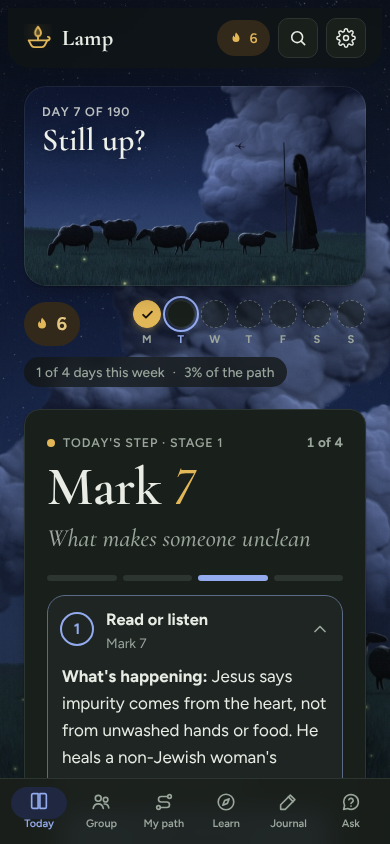 Lamp
6
DAY 7 OF 190
Still up?
6
M T W T F S S
1 of 4 days this week · 3% of the path
TODAY'S STEP · STAGE 1
1 of 4
Mark 7
What makes someone unclean
1
Read or listen
Mark 7
What's happening: Jesus says
impurity comes from the heart, not
from unwashed hands or food. He
heals a non-Jewish woman's
Today Group My path Learn Journal Ask